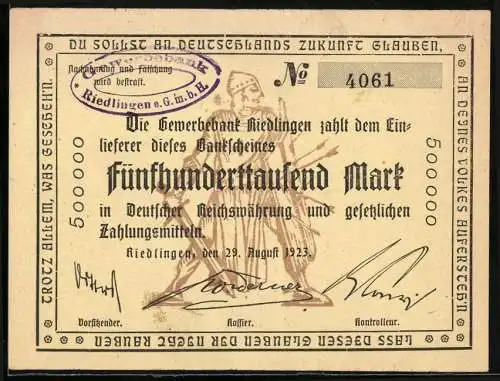 DU SOLLST AN DEUTSCHLANDS ZUKUNFT GLAUBEN,
AN DEINES VOLKES AUFERSTEH'N
LASS DIESEN GLAUBEN DIR NICHT RAUBEN
TROTZ ALLEM, WAS GESCHEH'N.
Gewerbebank
Riedlingen e.G.m.b.H.
Nachahmung und Fälschung
wird bestraft.
No 4061
500000
500000
Die Gewerbebank Riedlingen zahlt dem Ein-
lieferer dieses Bankscheines
Fünfhunderttausend Mark
in Deutscher Reichswährung und gesetzlichen
Zahlungsmitteln.
Riedlingen, den 29. August 1923.
Vorsitzender. Kassier. Kontrolleur.